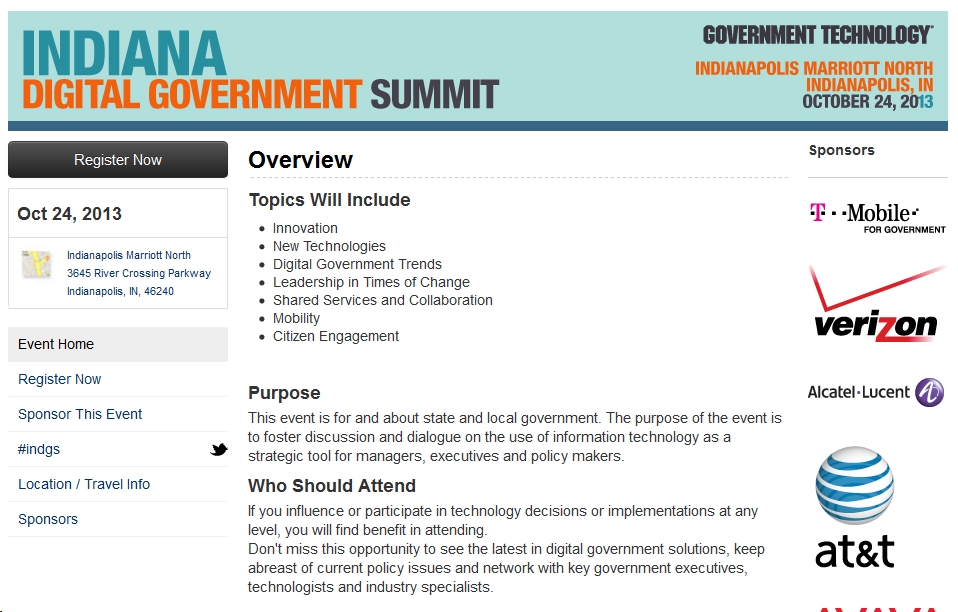 INDIANA
DIGITAL GOVERNMENT SUMMIT
GOVERNMENT TECHNOLOGY
INDIANAPOLIS MARRIOTT NORTH
INDIANAPOLIS, IN
OCTOBER 24, 2013
Register Now
Oct 24, 2013
Indianapolis Marriott North
3645 River Crossing Parkway
Indianapolis, IN, 46240
Event Home
Register Now
Sponsor This Event
#indgs
Location / Travel Info
Sponsors
Overview
Topics Will Include
Innovation
New Technologies
Digital Government Trends
Leadership in Times of Change
Shared Services and Collaboration
Mobility
Citizen Engagement
Purpose
This event is for and about state and local government. The purpose of the event is
to foster discussion and dialogue on the use of information technology as a
strategic tool for managers, executives and policy makers.
Who Should Attend
If you influence or participate in technology decisions or implementations at any
level, you will find benefit in attending.
Don't miss this opportunity to see the latest in digital government solutions, keep
abreast of current policy issues and network with key government executives,
technologists and industry specialists.
Sponsors
T··Mobile·
FOR GOVERNMENT
verizon
Alcatel·Lucent
at&t
AVAYA